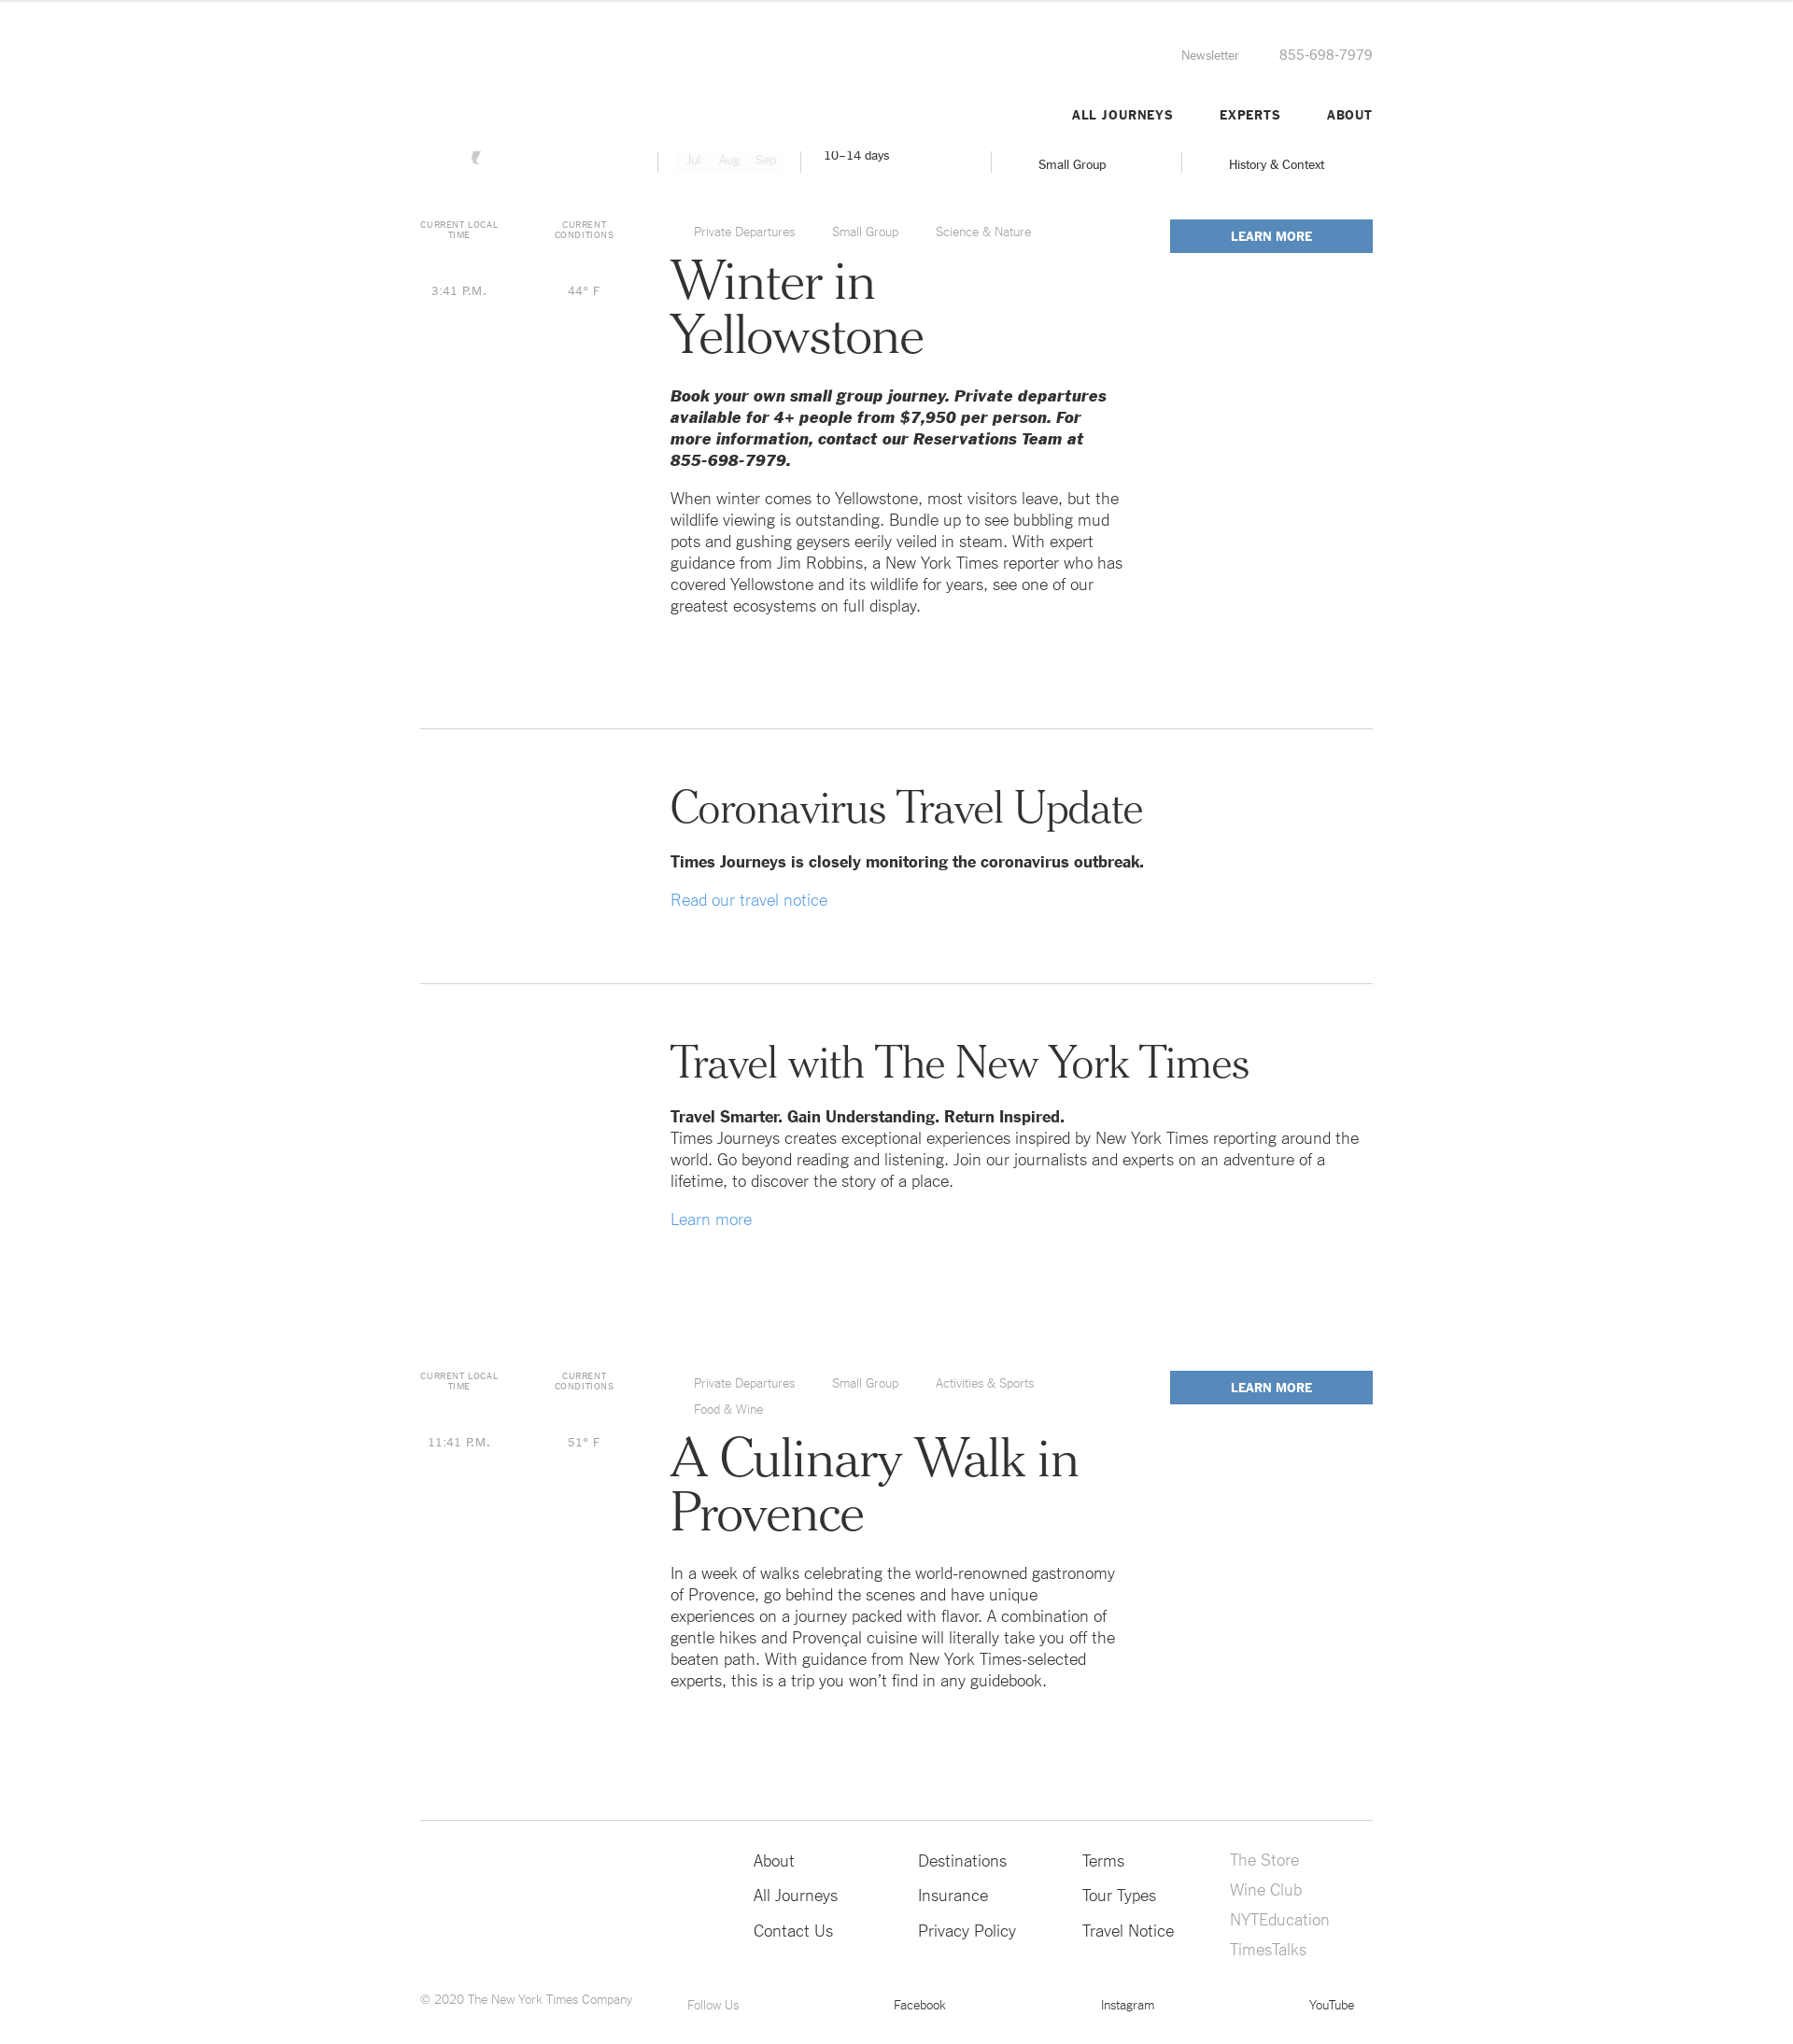 Newsletter 855-698-7979
ALL JOURNEYS EXPERTS ABOUT
Jul Aug Sep
10–14 days
Small Group
History & Context
CURRENT LOCAL
TIME
3:41 P.M.
CURRENT
CONDITIONS
44° F
Private Departures Small Group Science & Nature
LEARN MORE
Winter in
Yellowstone
Book your own small group journey. Private departures
available for 4+ people from $7,950 per person. For
more information, contact our Reservations Team at
855-698-7979.
When winter comes to Yellowstone, most visitors leave, but the
wildlife viewing is outstanding. Bundle up to see bubbling mud
pots and gushing geysers eerily veiled in steam. With expert
guidance from Jim Robbins, a New York Times reporter who has
covered Yellowstone and its wildlife for years, see one of our
greatest ecosystems on full display.
Coronavirus Travel Update
Times Journeys is closely monitoring the coronavirus outbreak.
Read our travel notice
Travel with The New York Times
Travel Smarter. Gain Understanding. Return Inspired.
Times Journeys creates exceptional experiences inspired by New York Times reporting around the
world. Go beyond reading and listening. Join our journalists and experts on an adventure of a
lifetime, to discover the story of a place.
Learn more
CURRENT LOCAL
TIME
11:41 P.M.
CURRENT
CONDITIONS
51° F
Private Departures Small Group Activities & Sports
Food & Wine
LEARN MORE
A Culinary Walk in
Provence
In a week of walks celebrating the world-renowned gastronomy
of Provence, go behind the scenes and have unique
experiences on a journey packed with flavor. A combination of
gentle hikes and Provençal cuisine will literally take you off the
beaten path. With guidance from New York Times-selected
experts, this is a trip you won’t find in any guidebook.
About
All Journeys
Contact Us
Destinations
Insurance
Privacy Policy
Terms
Tour Types
Travel Notice
The Store
Wine Club
NYTEducation
TimesTalks
© 2020 The New York Times Company
Follow Us Facebook Instagram YouTube